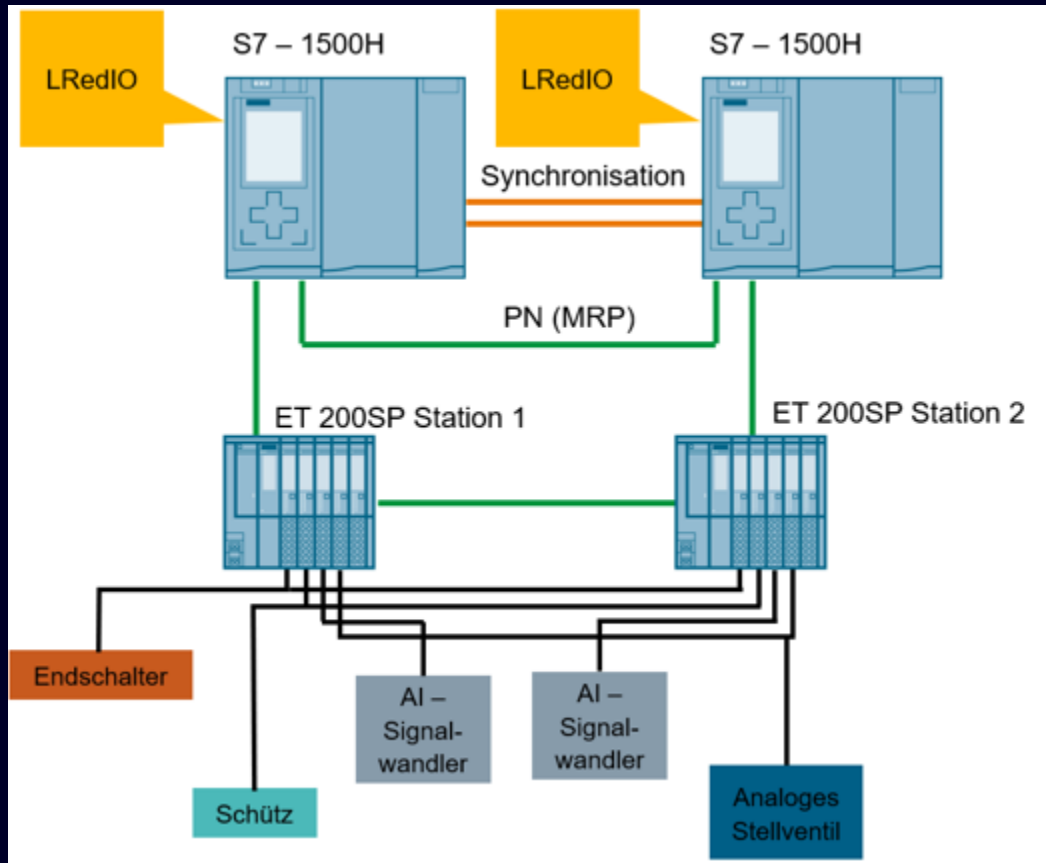 S7 – 1500H
S7 – 1500H
LRedIO
LRedIO
Synchronisation
PN (MRP)
ET 200SP Station 1
ET 200SP Station 2
Endschalter
AI –
Signal-
wandler
AI –
Signal-
wandler
Schütz
Analoges
Stellventil